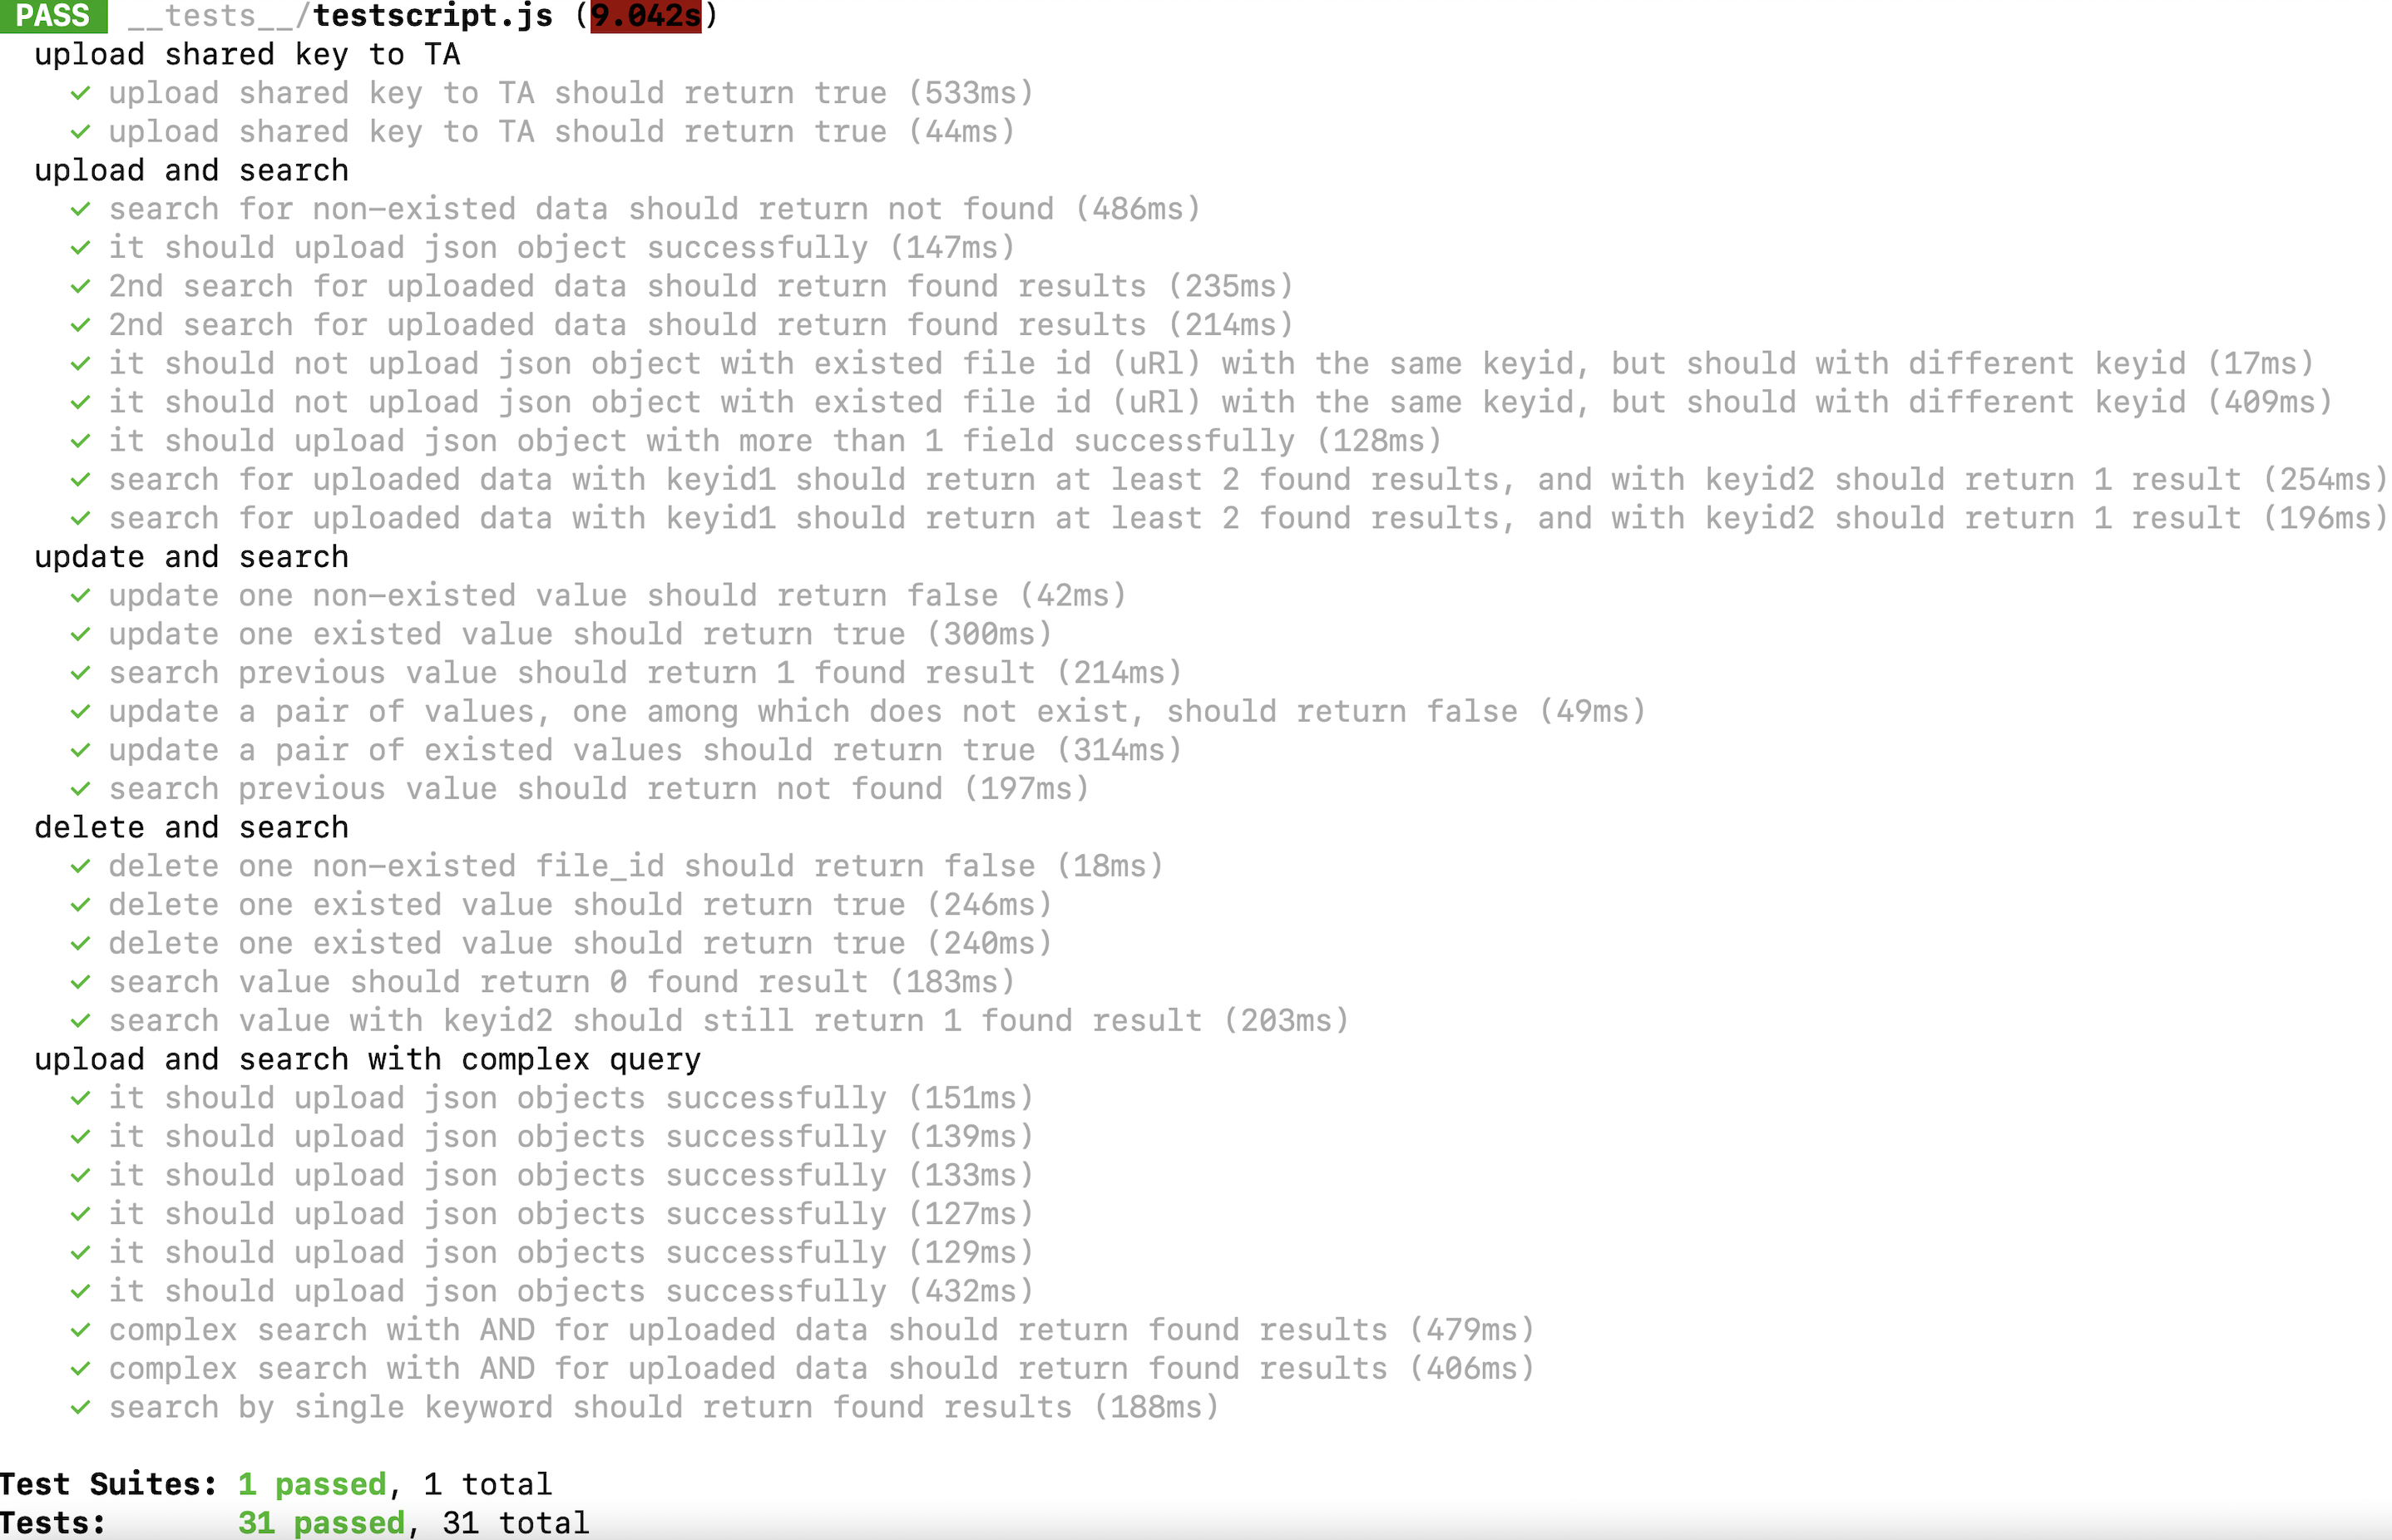 PASS __tests__/testscript.js (9.042s)
upload shared key to TA
✓ upload shared key to TA should return true (533ms)
✓ upload shared key to TA should return true (44ms)
upload and search
✓ search for non-existed data should return not found (486ms)
✓ it should upload json object successfully (147ms)
✓ 2nd search for uploaded data should return found results (235ms)
✓ 2nd search for uploaded data should return found results (214ms)
✓ it should not upload json object with existed file id (uRl) with the same keyid, but should with different keyid (17ms)
✓ it should not upload json object with existed file id (uRl) with the same keyid, but should with different keyid (409ms)
✓ it should upload json object with more than 1 field successfully (128ms)
✓ search for uploaded data with keyid1 should return at least 2 found results, and with keyid2 should return 1 result (254ms)
✓ search for uploaded data with keyid1 should return at least 2 found results, and with keyid2 should return 1 result (196ms)
update and search
✓ update one non-existed value should return false (42ms)
✓ update one existed value should return true (300ms)
✓ search previous value should return 1 found result (214ms)
✓ update a pair of values, one among which does not exist, should return false (49ms)
✓ update a pair of existed values should return true (314ms)
✓ search previous value should return not found (197ms)
delete and search
✓ delete one non-existed file_id should return false (18ms)
✓ delete one existed value should return true (246ms)
✓ delete one existed value should return true (240ms)
✓ search value should return 0 found result (183ms)
✓ search value with keyid2 should still return 1 found result (203ms)
upload and search with complex query
✓ it should upload json objects successfully (151ms)
✓ it should upload json objects successfully (139ms)
✓ it should upload json objects successfully (133ms)
✓ it should upload json objects successfully (127ms)
✓ it should upload json objects successfully (129ms)
✓ it should upload json objects successfully (432ms)
✓ complex search with AND for uploaded data should return found results (479ms)
✓ complex search with AND for uploaded data should return found results (406ms)
✓ search by single keyword should return found results (188ms)
Test Suites: 1 passed, 1 total
Tests: 31 passed, 31 total